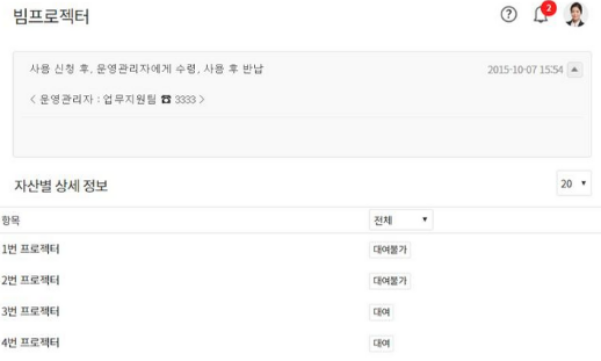 빔프로젝터
2
사용 신청 후, 운영관리자에게 수령, 사용 후 반납
2015-10-07 15:54
< 운영관리자 : 업무지원팀 ☎ 3333 >
자산별 상세 정보
20
항목
전체
1번 프로젝터
대여불가
2번 프로젝터
대여불가
3번 프로젝터
대여
4번 프로젝터
대여